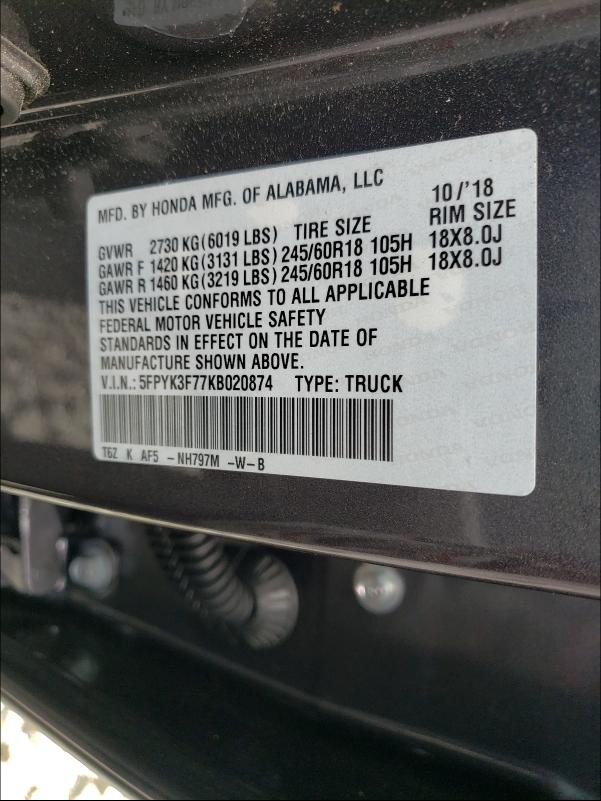 MFD. BY HONDA MFG. OF ALABAMA, LLC 10/'18
GVWR 2730 KG(6019 LBS) TIRE SIZE RIM SIZE
GAWR F 1420 KG(3131 LBS) 245/60R18 105H 18X8.0J
GAWR R 1460 KG(3219 LBS) 245/60R18 105H 18X8.0J
THIS VEHICLE CONFORMS TO ALL APPLICABLE
FEDERAL MOTOR VEHICLE SAFETY
STANDARDS IN EFFECT ON THE DATE OF
MANUFACTURE SHOWN ABOVE.
V.I.N.: 5FPYK3F77KB020874 TYPE: TRUCK
T6Z K AF5 -NH797M -W-B